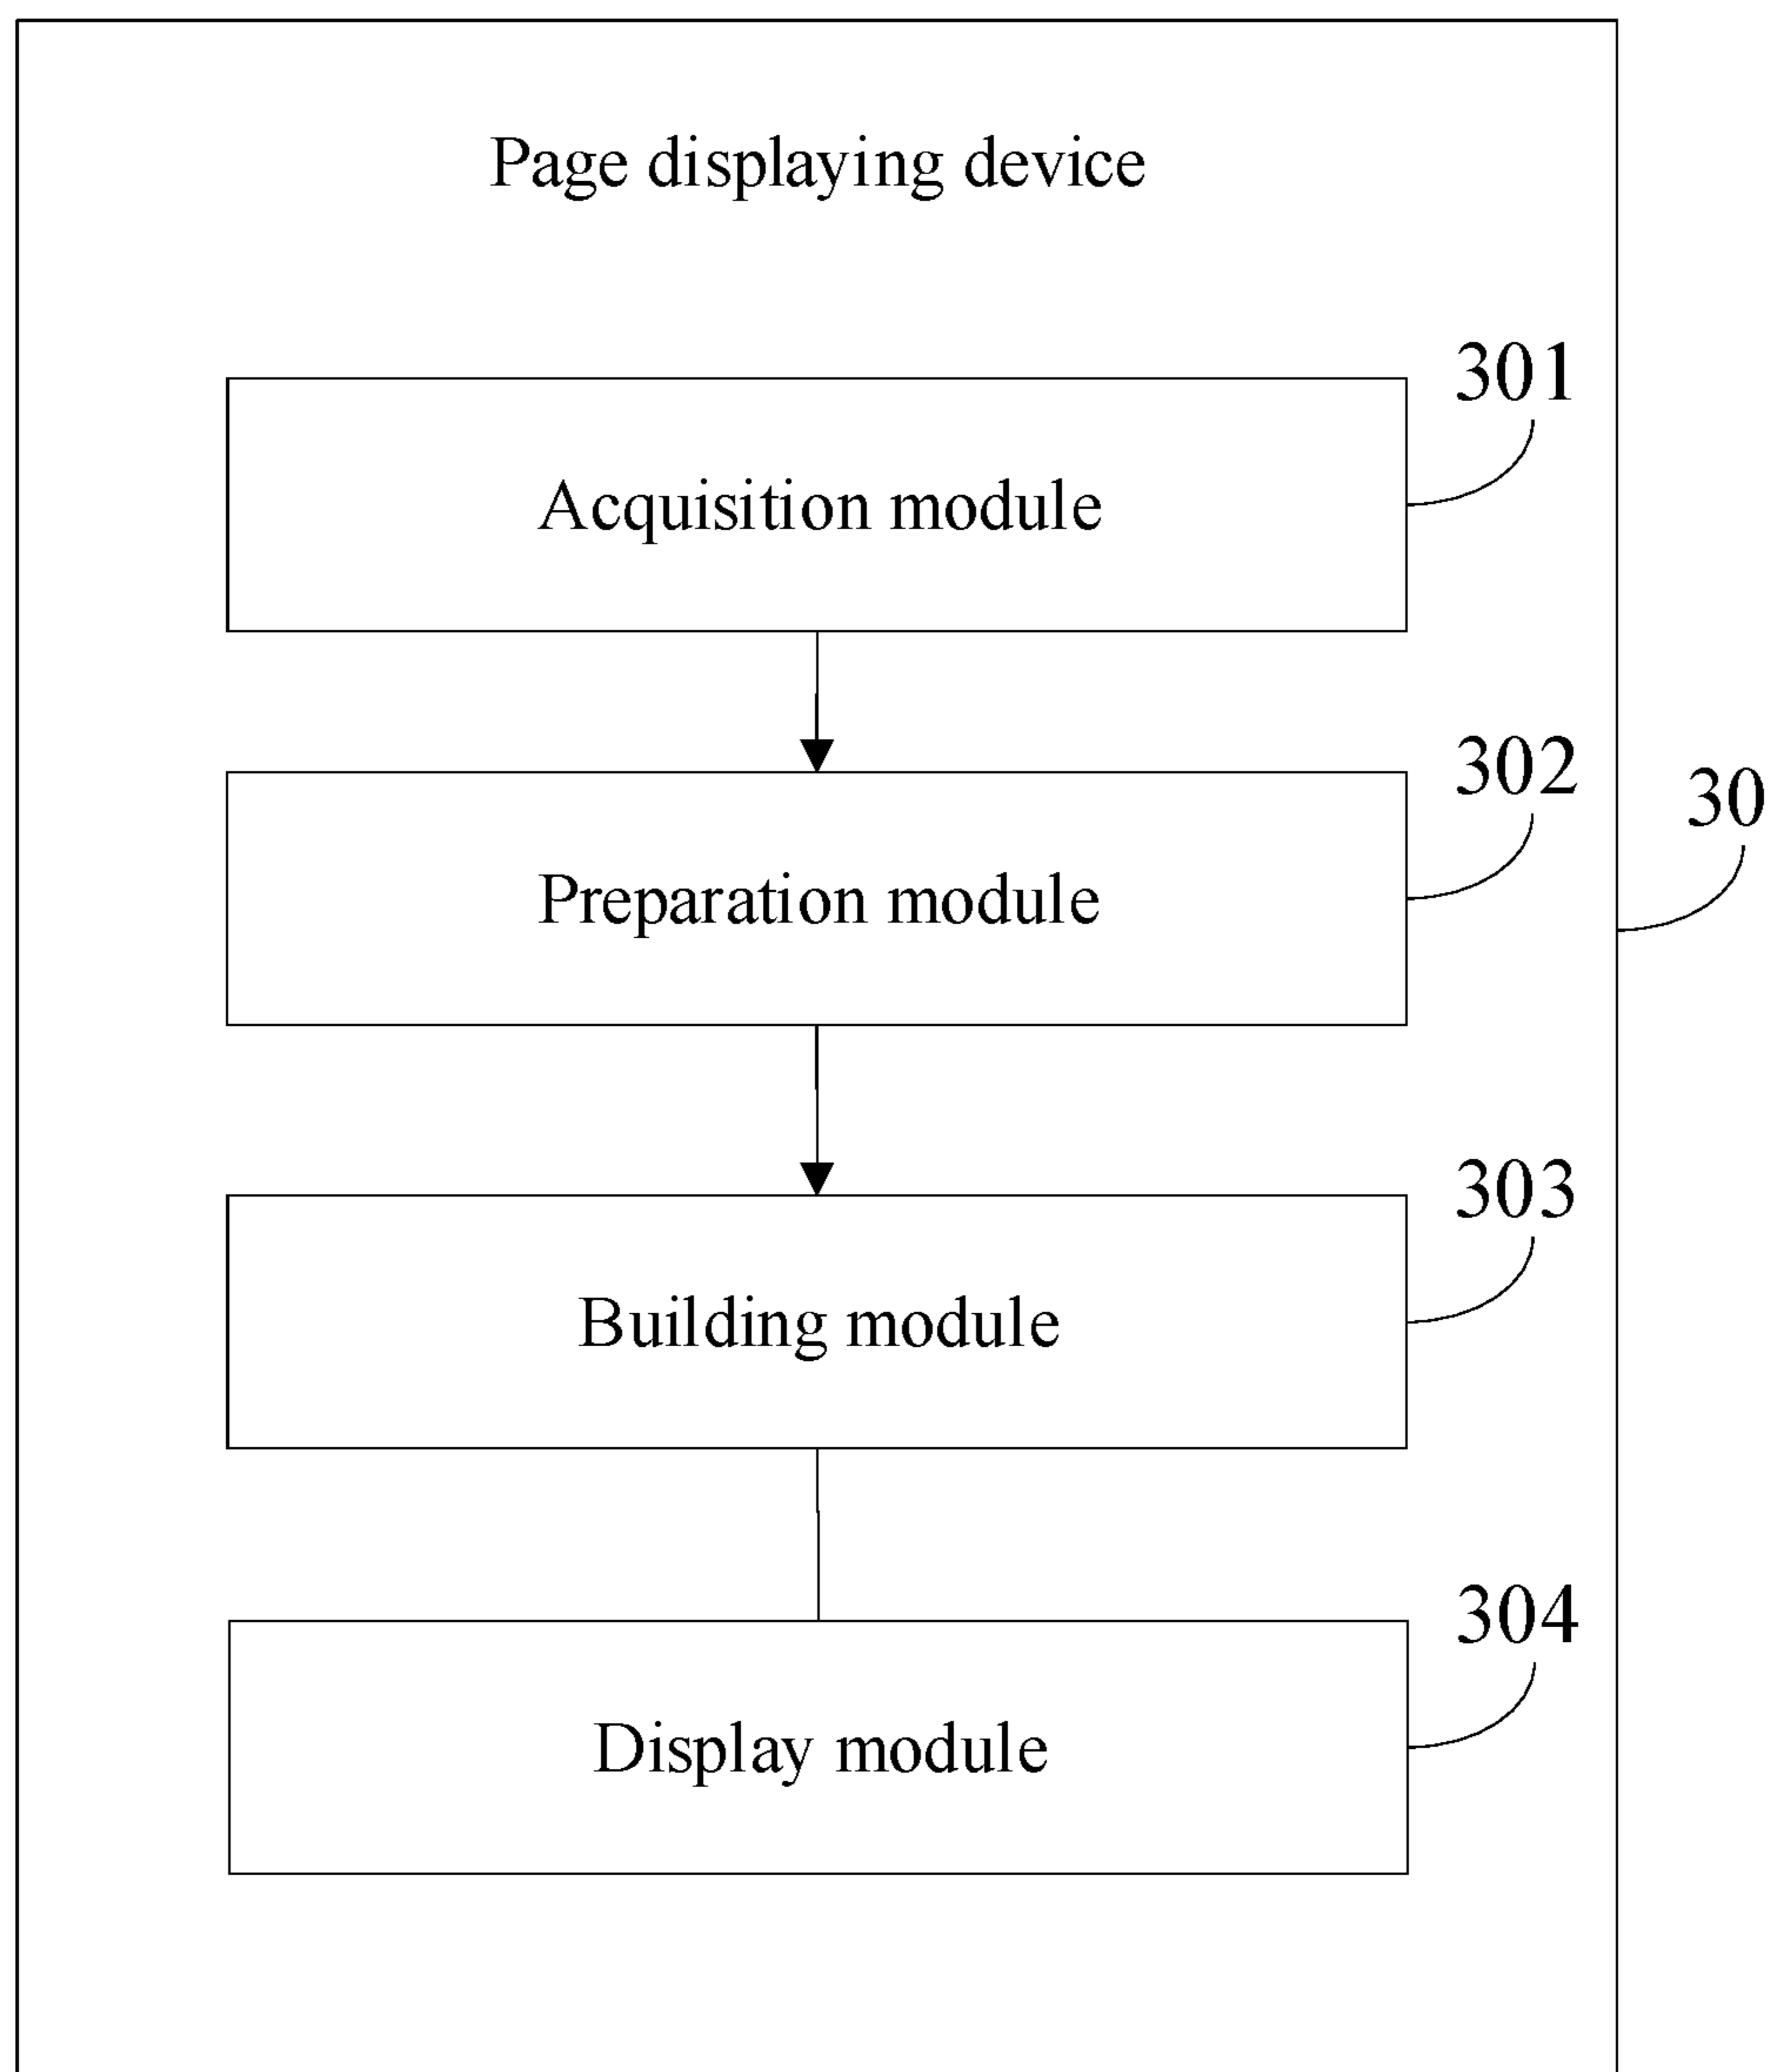 Page displaying device
301
Acquisition module
302
30
Preparation module
303
Building module
304
Display module